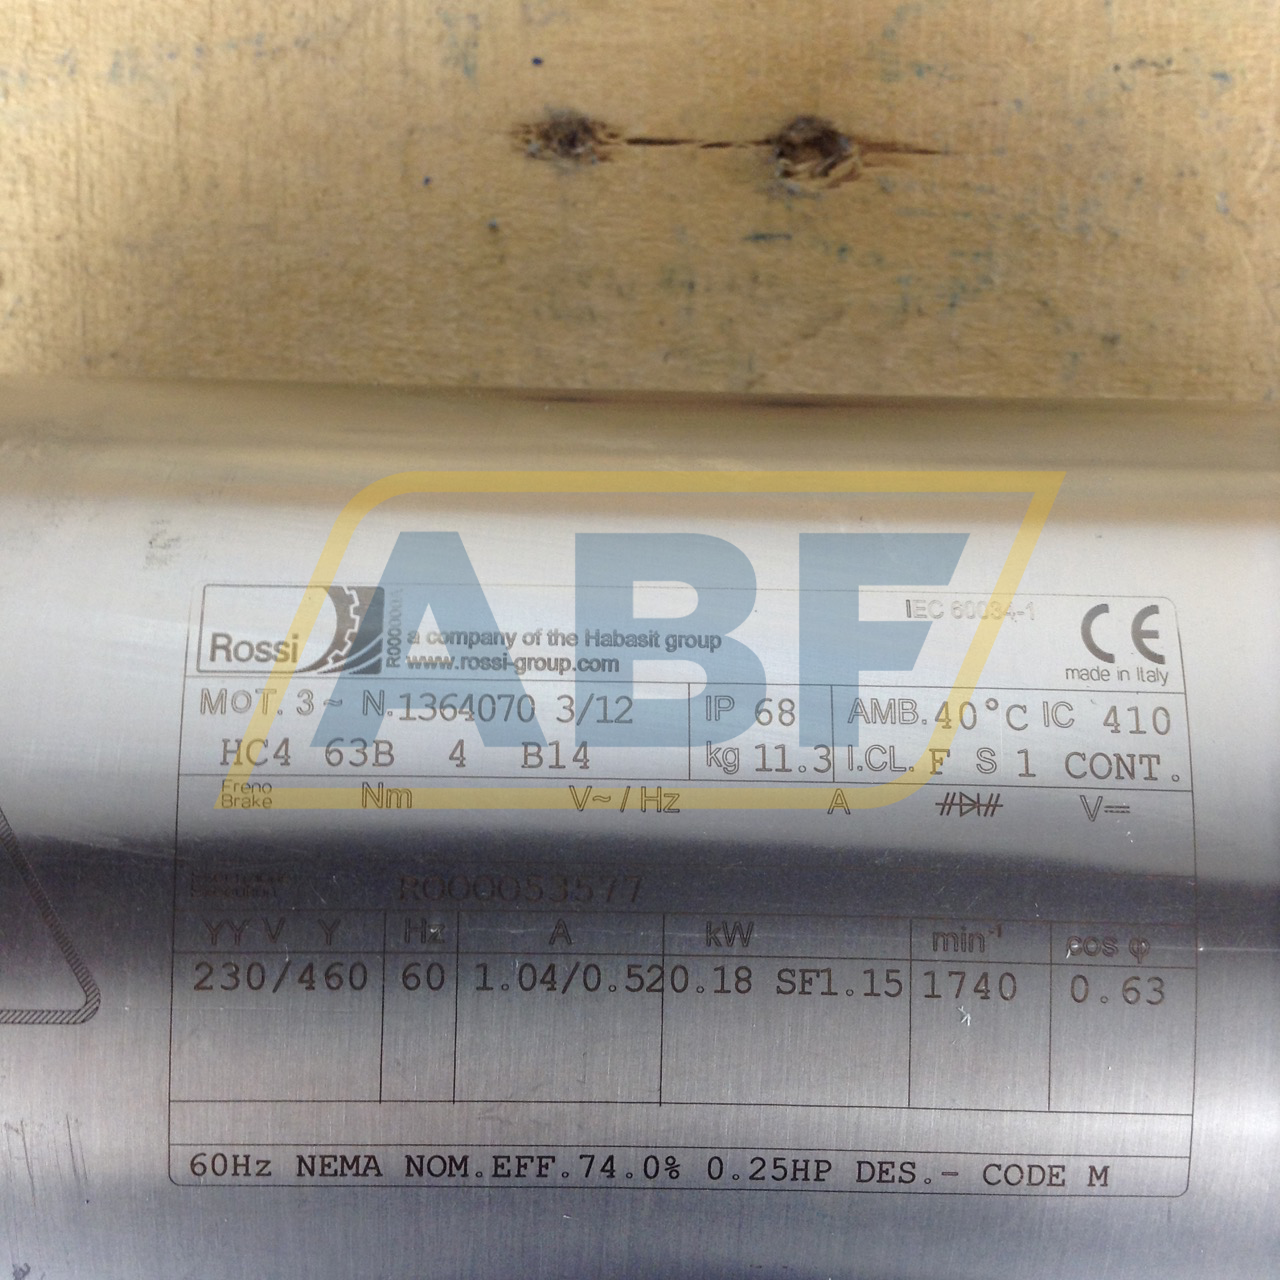 ABF
Rossi
a company of the Habasit group
www.rossi-group.com
IEC 60034-1
CE
made in Italy
MOT. 3~ N.1364070 3/12 IP 68 AMB.40°C IC 410
HC4 63B 4 B14 kg 11.3 I.CL. F S 1 CONT.
Freno
Brake Nm V~ / Hz A V⎓
R000053577
YY V Y Hz A kW min⁻¹ cos φ
230/460 60 1.04/0.52 0.18 SF1.15 1740 0.63
60Hz NEMA NOM.EFF.74.0% 0.25HP DES.- CODE M